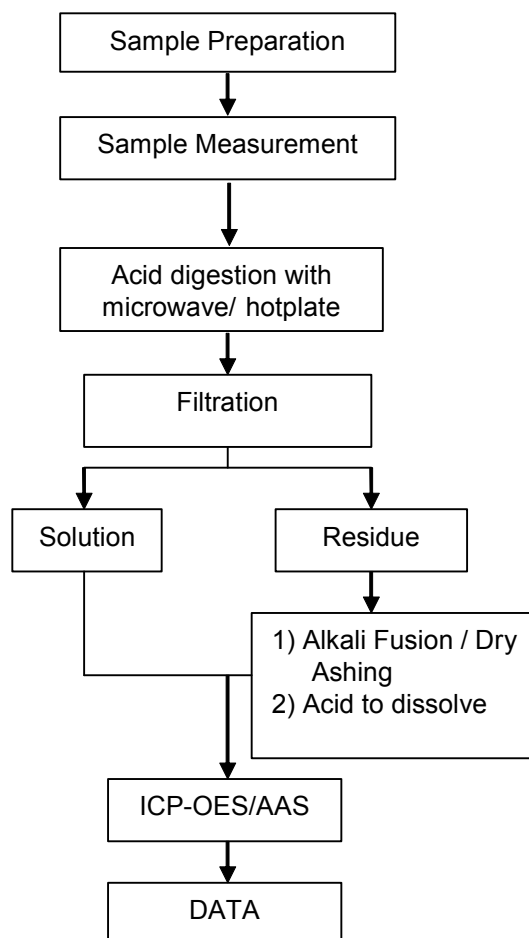 Sample Preparation
Sample Measurement
Acid digestion with
microwave/ hotplate
Filtration
Solution
Residue
1) Alkali Fusion / Dry
Ashing
2) Acid to dissolve
ICP-OES/AAS
DATA